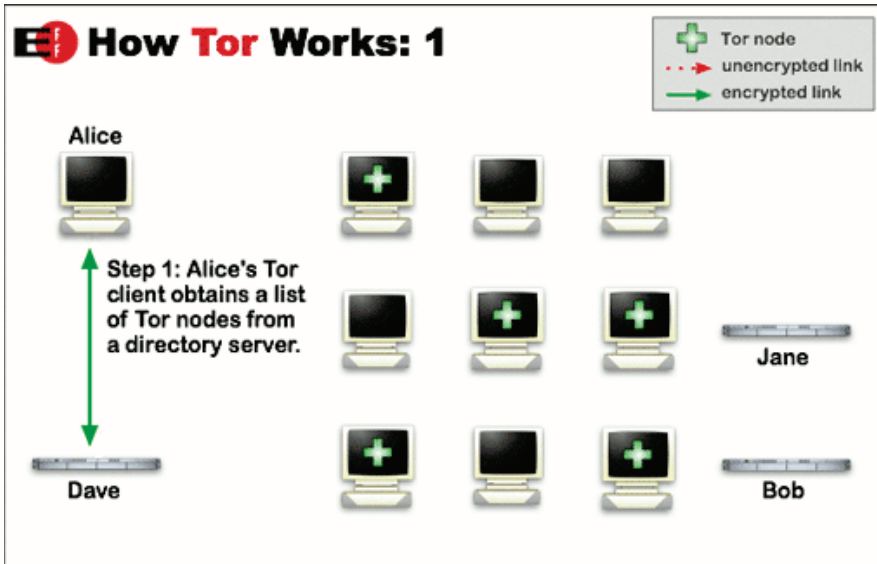 EFF How Tor Works: 1
Tor node
unencrypted link
encrypted link
Alice
Step 1: Alice's Tor
client obtains a list
of Tor nodes from
a directory server.
Jane
Dave
Bob